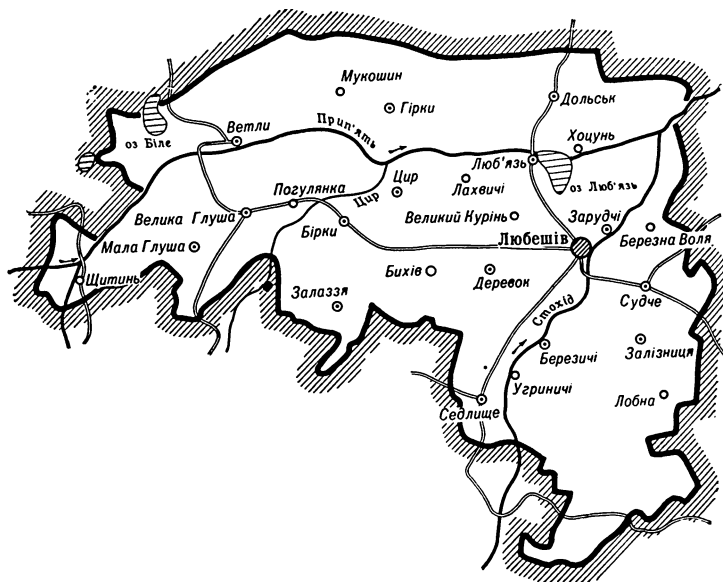 Мукошин
Гірки
Дольськ
оз Біле
Ветли
Прип'ять
Хоцунь
Люб'язь
Цир
Цир
Лахвичі
оз Люб'язь
Погулянка
Велика Глуша
Великий Курінь
Зарудчі
Бірки
Любешів
Березна Воля
Мала Глуша
Щитинь
Бихів
Деревок
Судче
Залаззя
Стохід
Березичі
Залізниця
Угриничі
Лобна
Седлище